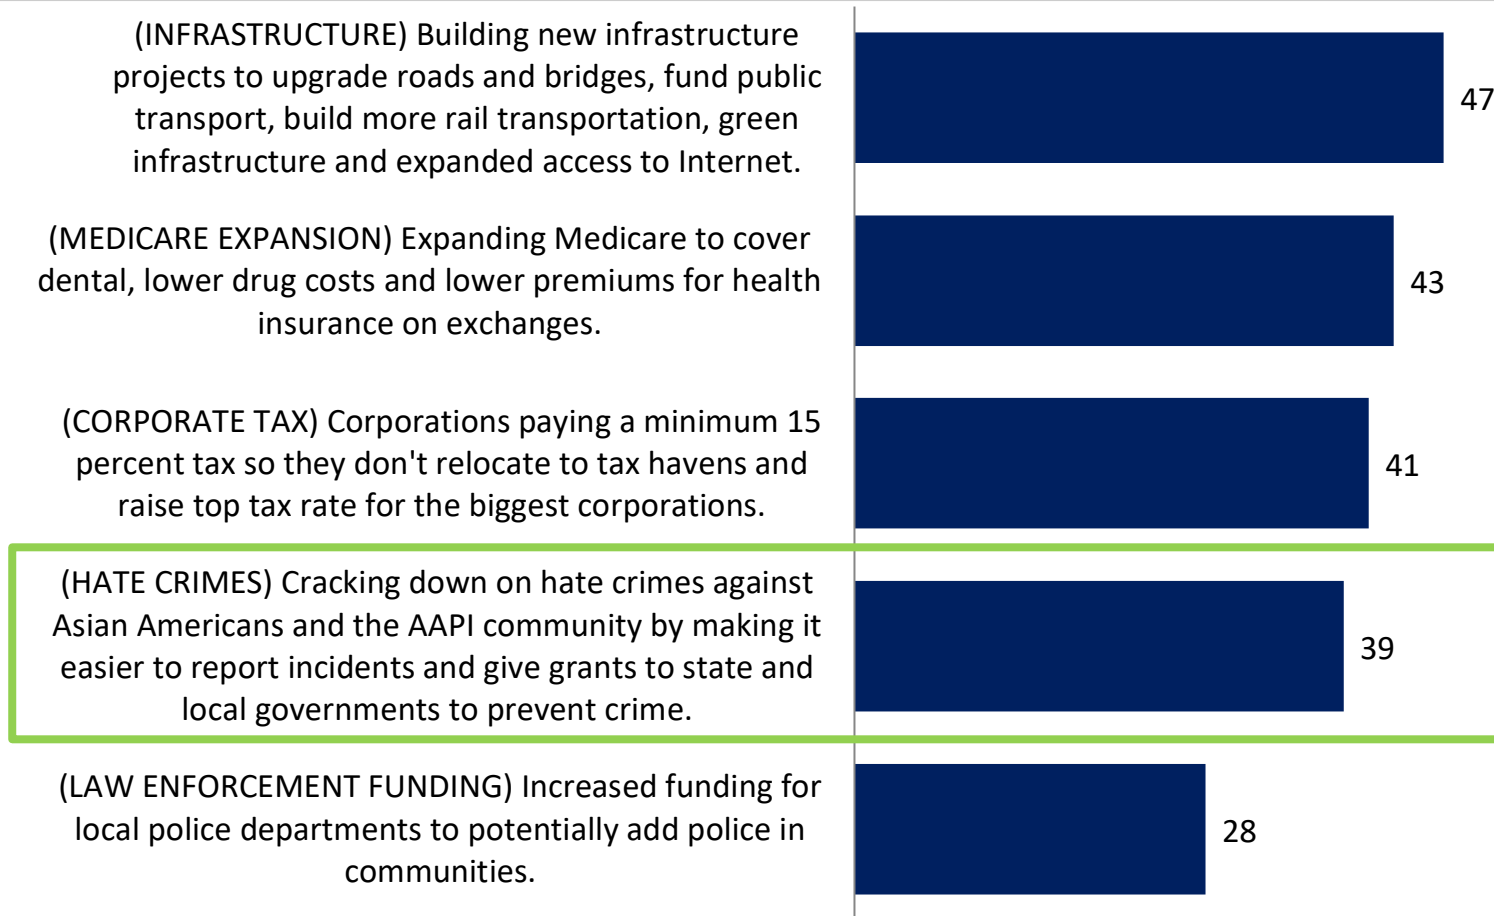 (INFRASTRUCTURE) Building new infrastructure
projects to upgrade roads and bridges, fund public
transport, build more rail transportation, green
infrastructure and expanded access to Internet.
47
(MEDICARE EXPANSION) Expanding Medicare to cover
dental, lower drug costs and lower premiums for health
insurance on exchanges.
43
(CORPORATE TAX) Corporations paying a minimum 15
percent tax so they don't relocate to tax havens and
raise top tax rate for the biggest corporations.
41
(HATE CRIMES) Cracking down on hate crimes against
Asian Americans and the AAPI community by making it
easier to report incidents and give grants to state and
local governments to prevent crime.
39
(LAW ENFORCEMENT FUNDING) Increased funding for
local police departments to potentially add police in
communities.
28